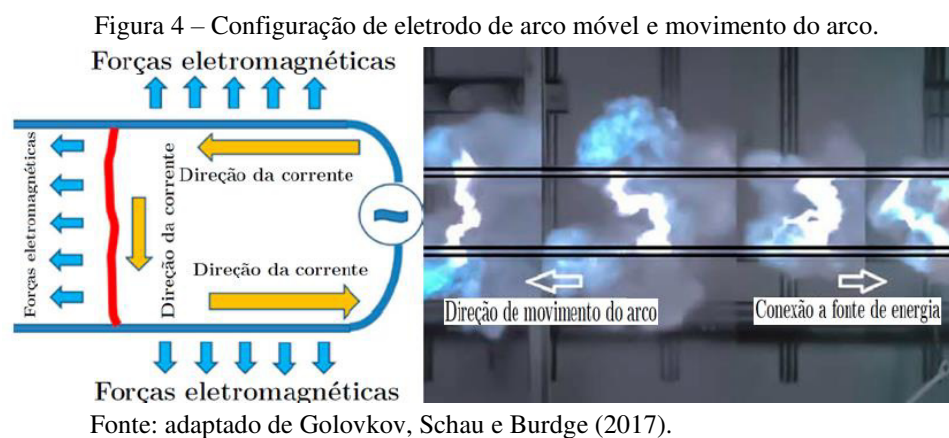 Figura 4 – Configuração de eletrodo de arco móvel e movimento do arco.
Forças eletromagnéticas
Forças eletromagnéticas
Direção da corrente
Direção da corrente
Direção da corrente
Forças eletromagnéticas
Direção de movimento do arco
Conexão a fonte de energia
Fonte: adaptado de Golovkov, Schau e Burdge (2017).